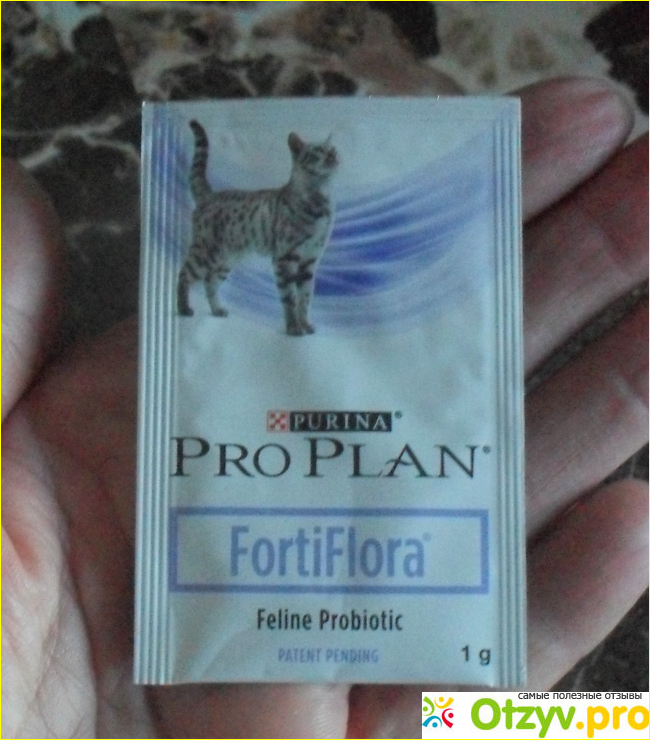 PURINA®
PRO PLAN®
FortiFlora®
Feline Probiotic
PATENT PENDING
1 g
самые полезные отзывы
Otzyv.pro